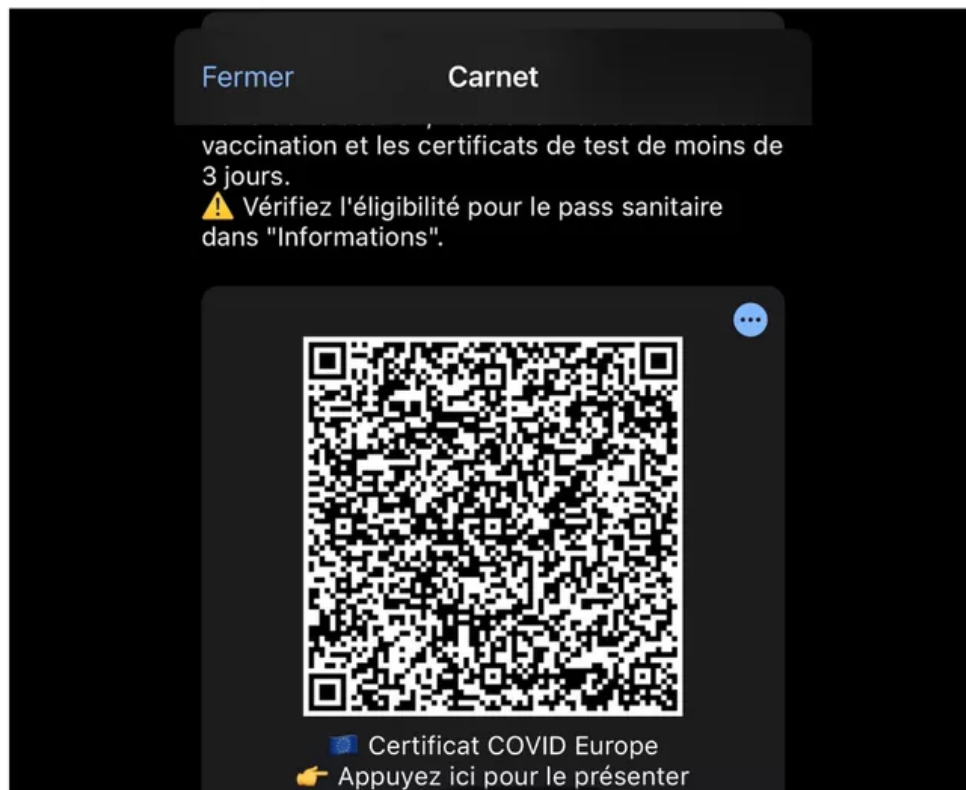 Fermer
Carnet
vaccination et les certificats de test de moins de
3 jours.
⚠️ Vérifiez l'éligibilité pour le pass sanitaire
dans "Informations".
🇪🇺 Certificat COVID Europe
👉 Appuyez ici pour le présenter